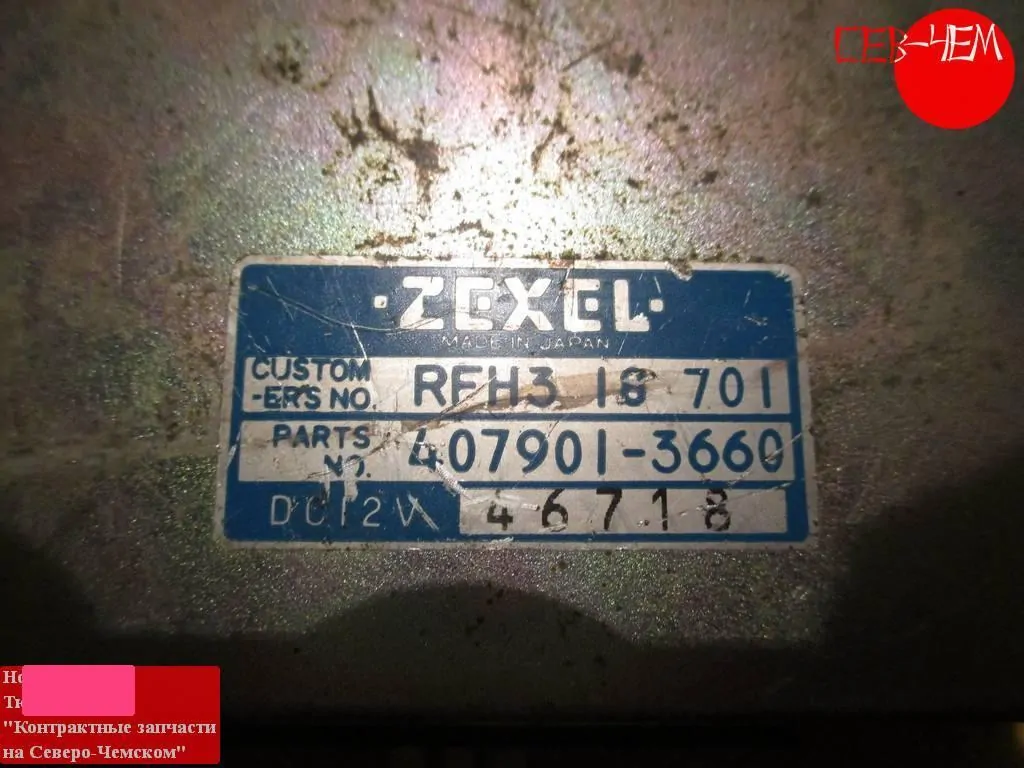 СЕВ-ЧЕМ
·ZEXEL·
MADE IN JAPAN
CUSTOM
-ER'S NO. RFH3 18 701
PARTS
NO. 407901-3660
DC12V 46718
"Контрактные запчасти
на Северо-Чемском"